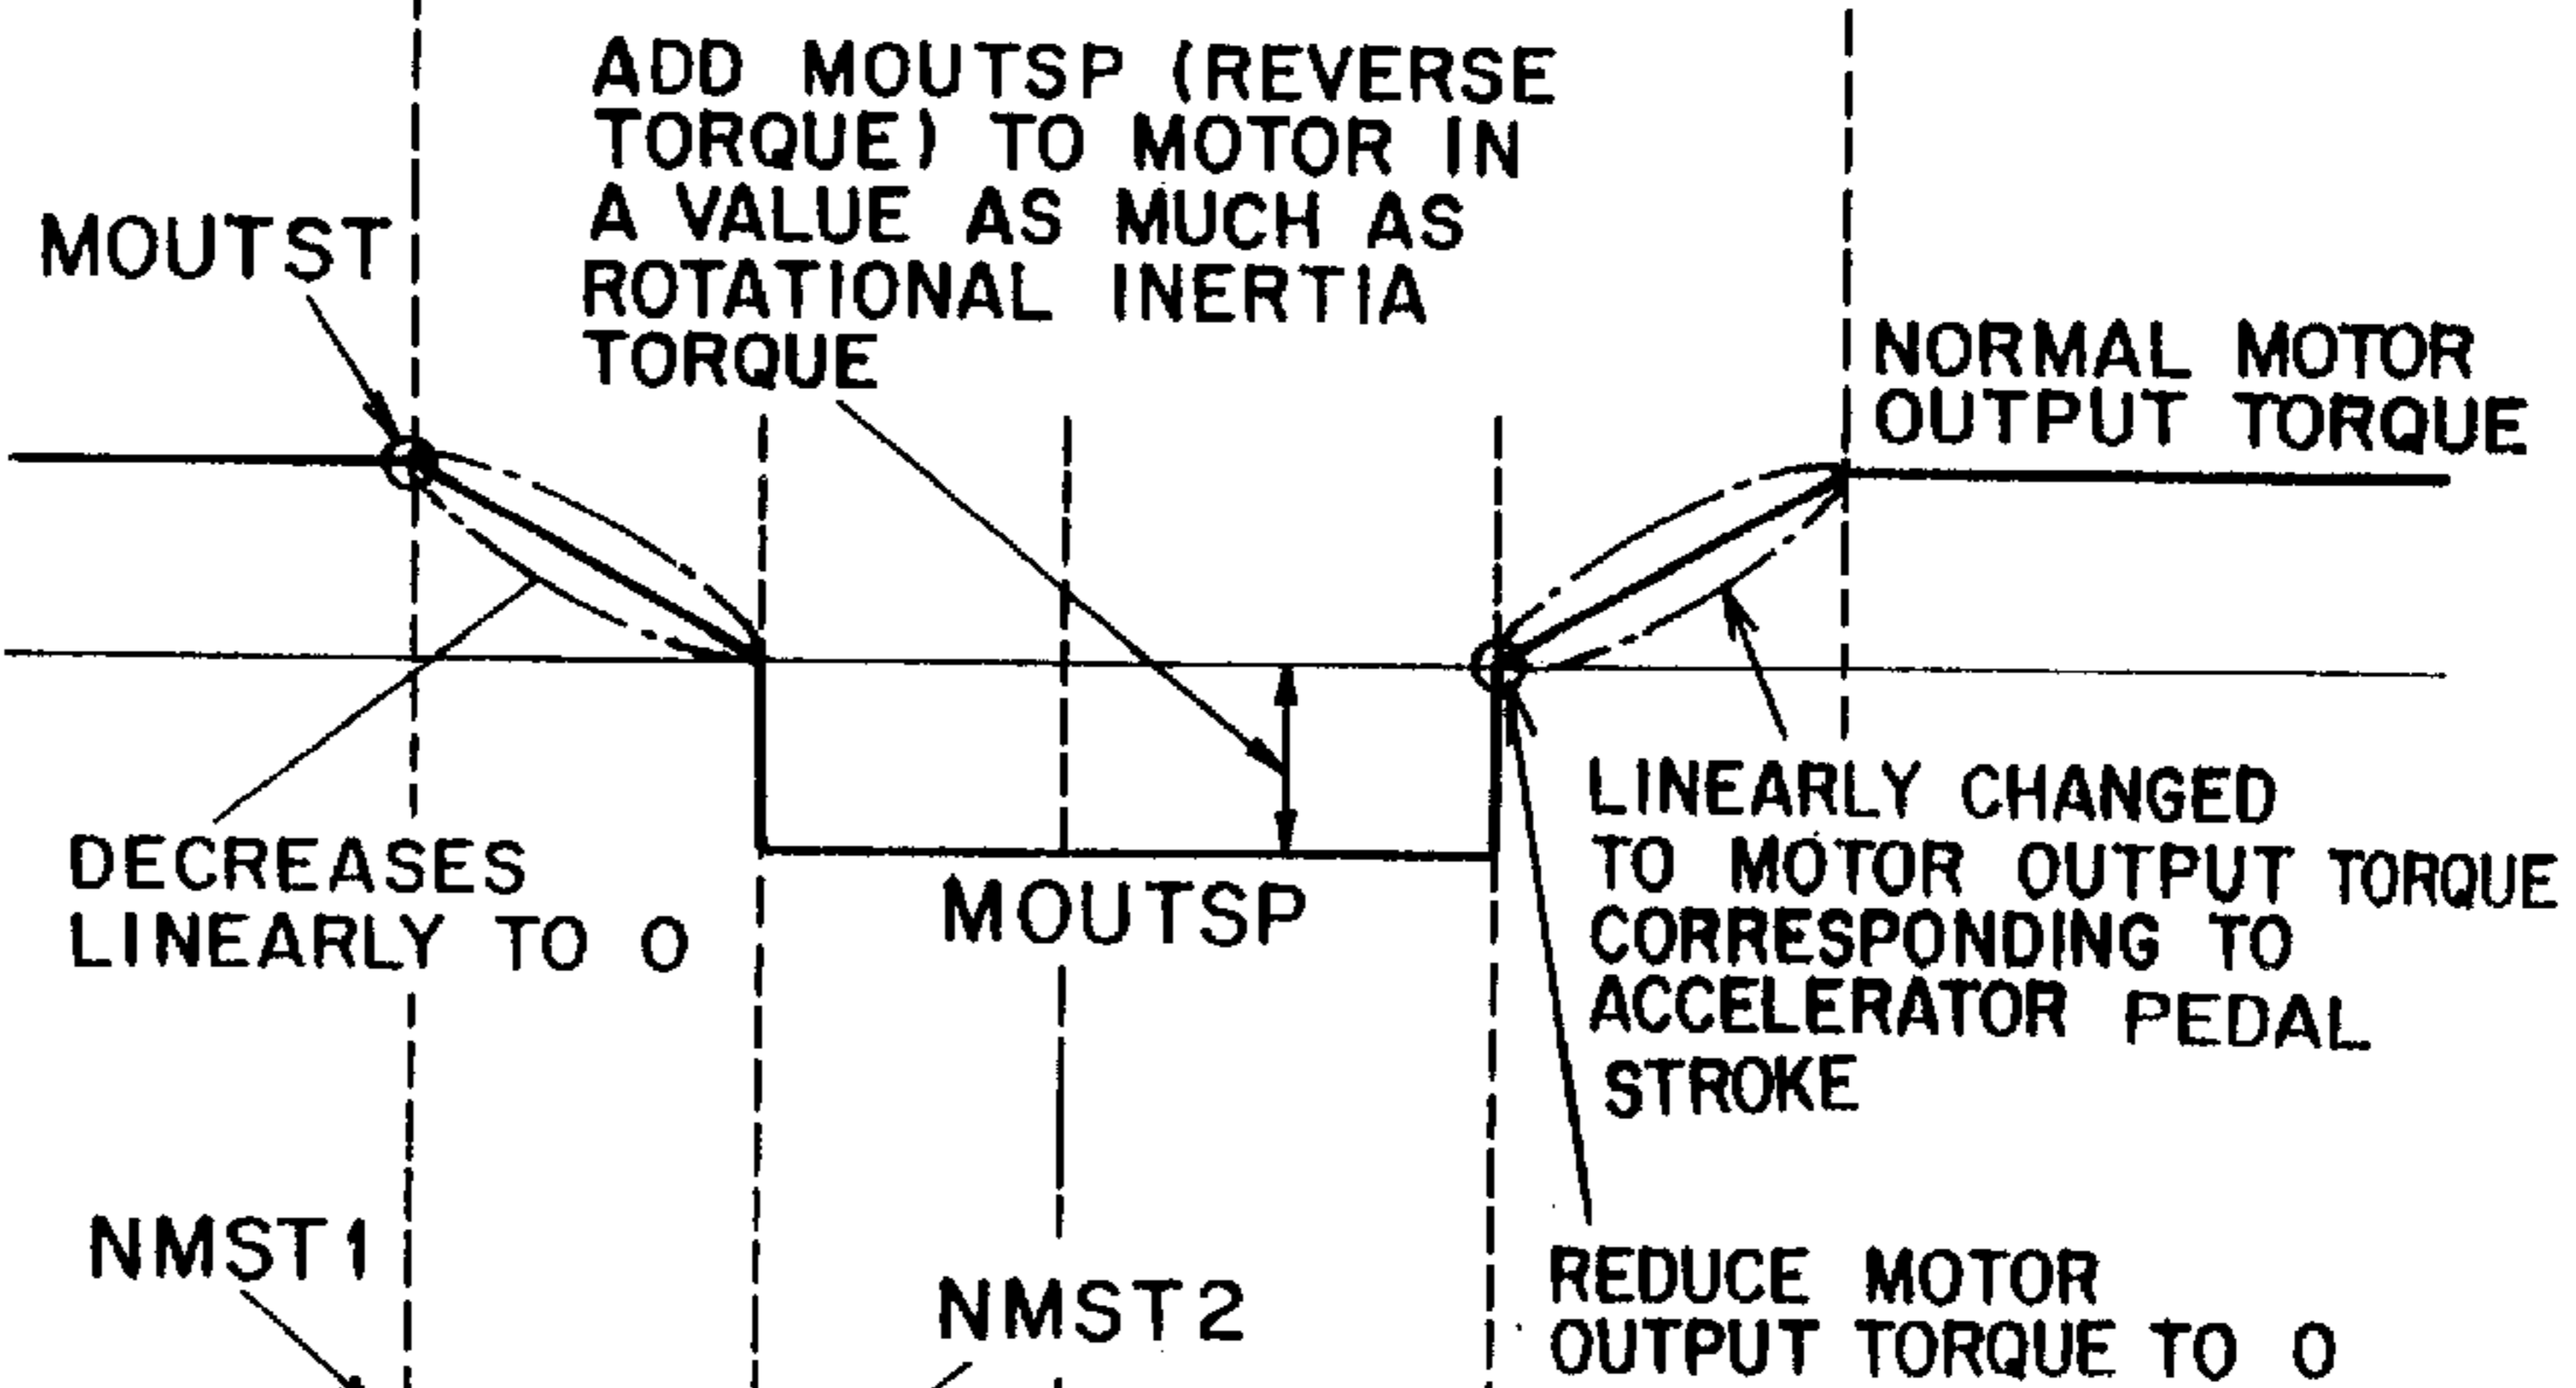 ADD MOUTSP (REVERSE
TORQUE) TO MOTOR IN
A VALUE AS MUCH AS
ROTATIONAL INERTIA
TORQUE
MOUTST
NORMAL MOTOR
OUTPUT TORQUE
DECREASES
LINEARLY TO 0
MOUTSP
LINEARLY CHANGED
TO MOTOR OUTPUT TORQUE
CORRESPONDING TO
ACCELERATOR PEDAL
STROKE
NMST1
NMST2
REDUCE MOTOR
OUTPUT TORQUE TO 0